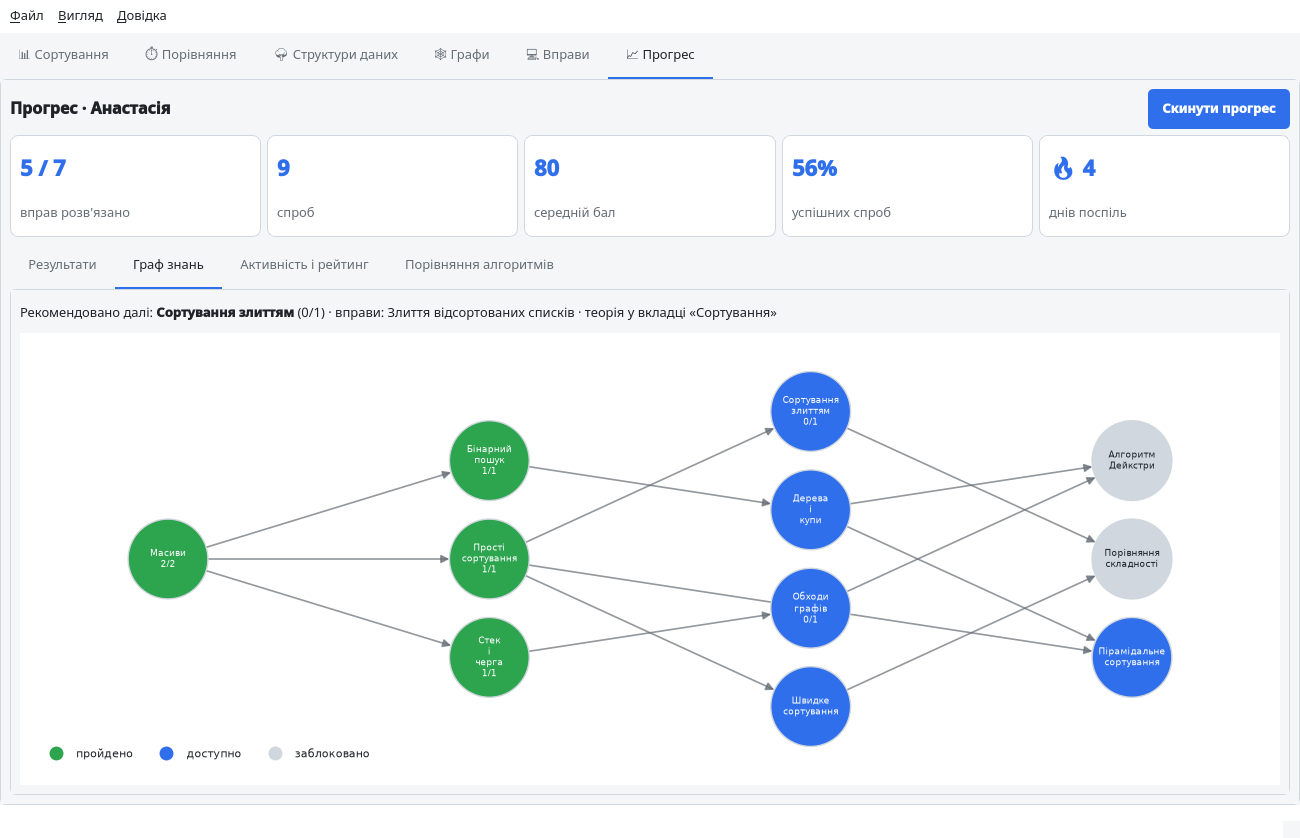 Файл Вигляд Довідка
Сортування Порівняння Структури даних Графи Вправи Прогрес
Прогрес · Анастасія
Скинути прогрес
5 / 7
вправ розв'язано
9
спроб
80
середній бал
56%
успішних спроб
4
днів поспіль
Результати Граф знань Активність і рейтинг Порівняння алгоритмів
Рекомендовано далі: Сортування злиттям (0/1) · вправи: Злиття відсортованих списків · теорія у вкладці «Сортування»
Масиви
2/2
Бінарний
пошук
1/1
Прості
сортування
1/1
Стек
і
черга
1/1
Сортування
злиттям
0/1
Дерева
і
купи
Обходи
графів
0/1
Швидке
сортування
Алгоритм
Дейкстри
Порівняння
складності
Пірамідальне
сортування
пройдено доступно заблоковано